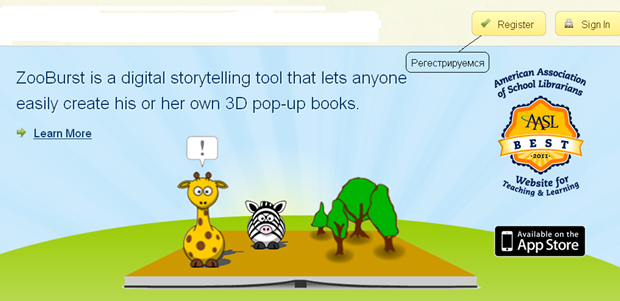 Register
Sign In
Регестрируемся
ZooBurst is a digital storytelling tool that lets anyone
easily create his or her own 3D pop-up books.
Learn More
!
American Association
of School Librarians
AASL
BEST
2011
Website for
Teaching & Learning
Available on the
App Store